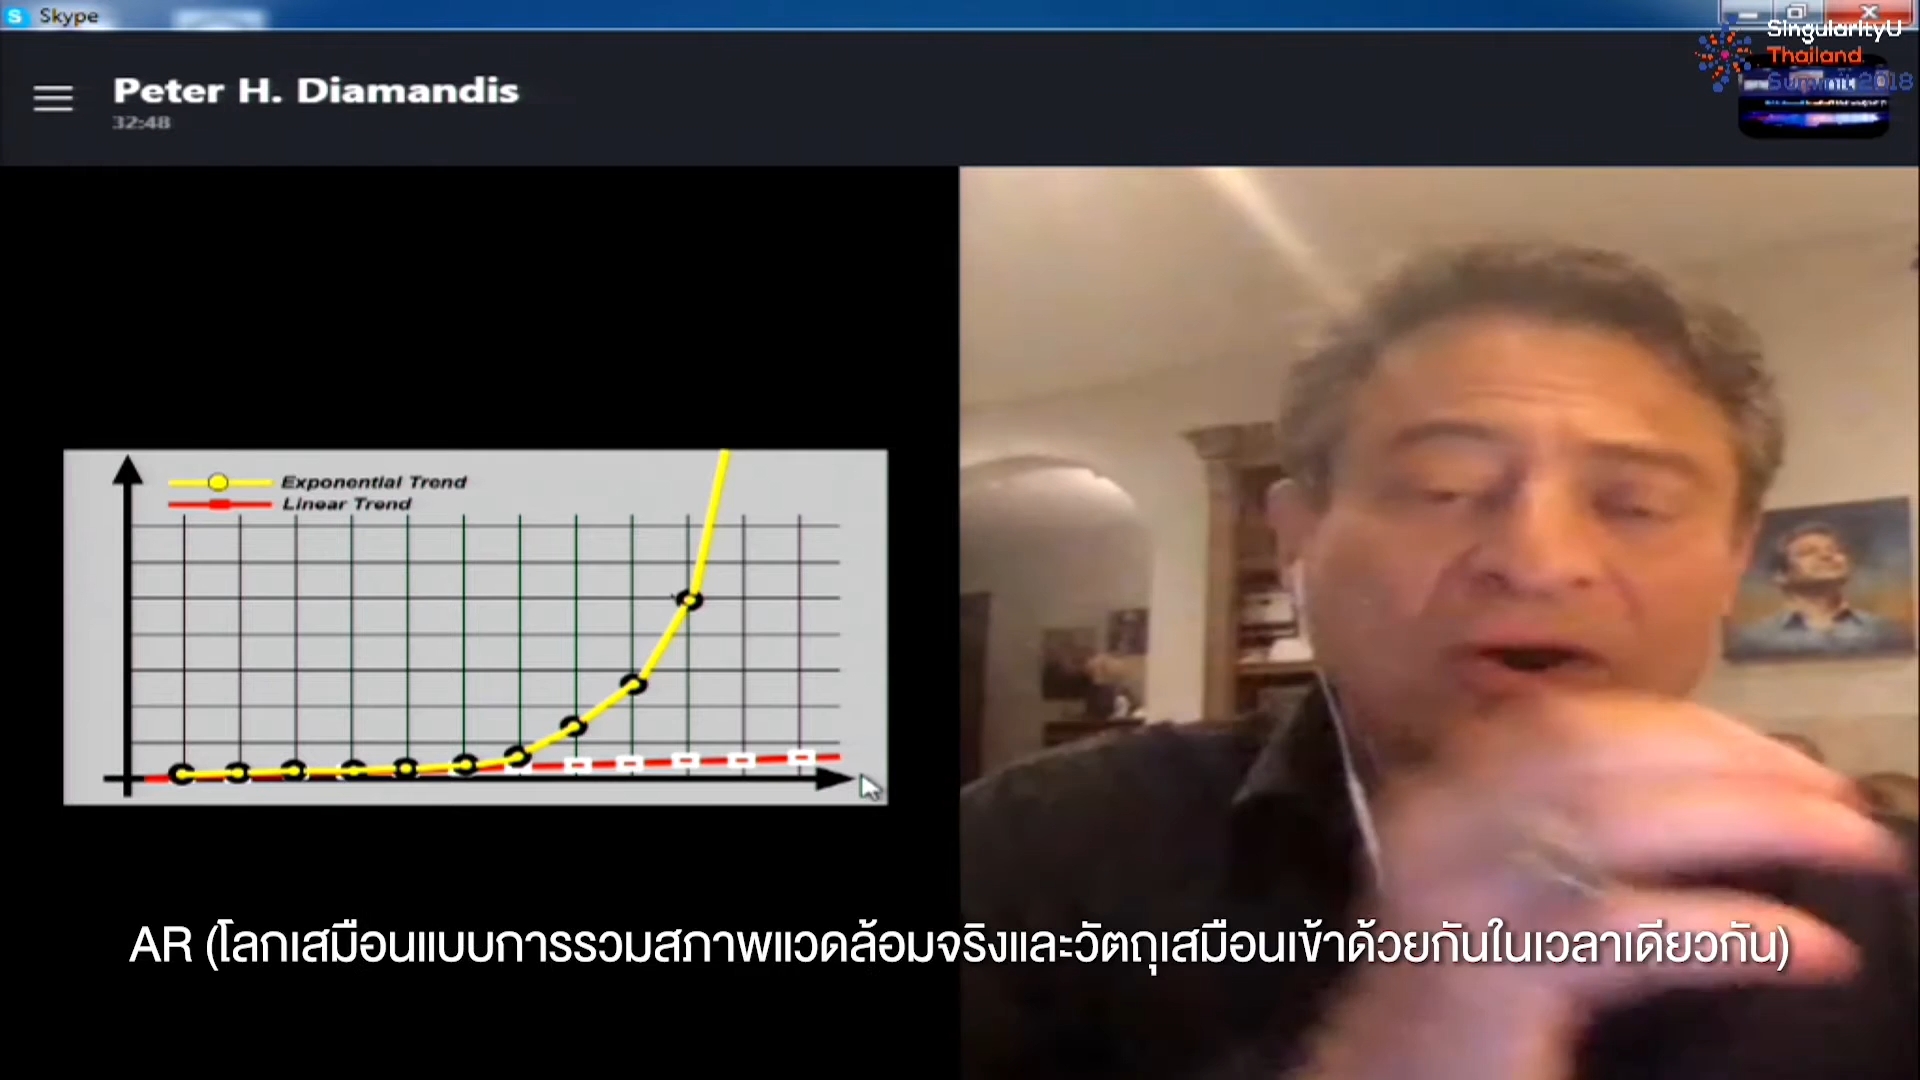 Skype
SingularityU
Thailand
Summit 2018
Peter H. Diamandis
32:48
Exponential Trend
Linear Trend
AR (โลกเสมือนแบบการรวมสภาพแวดล้อมจริงและวัตถุเสมือนเข้าด้วยกันในเวลาเดียวกัน)